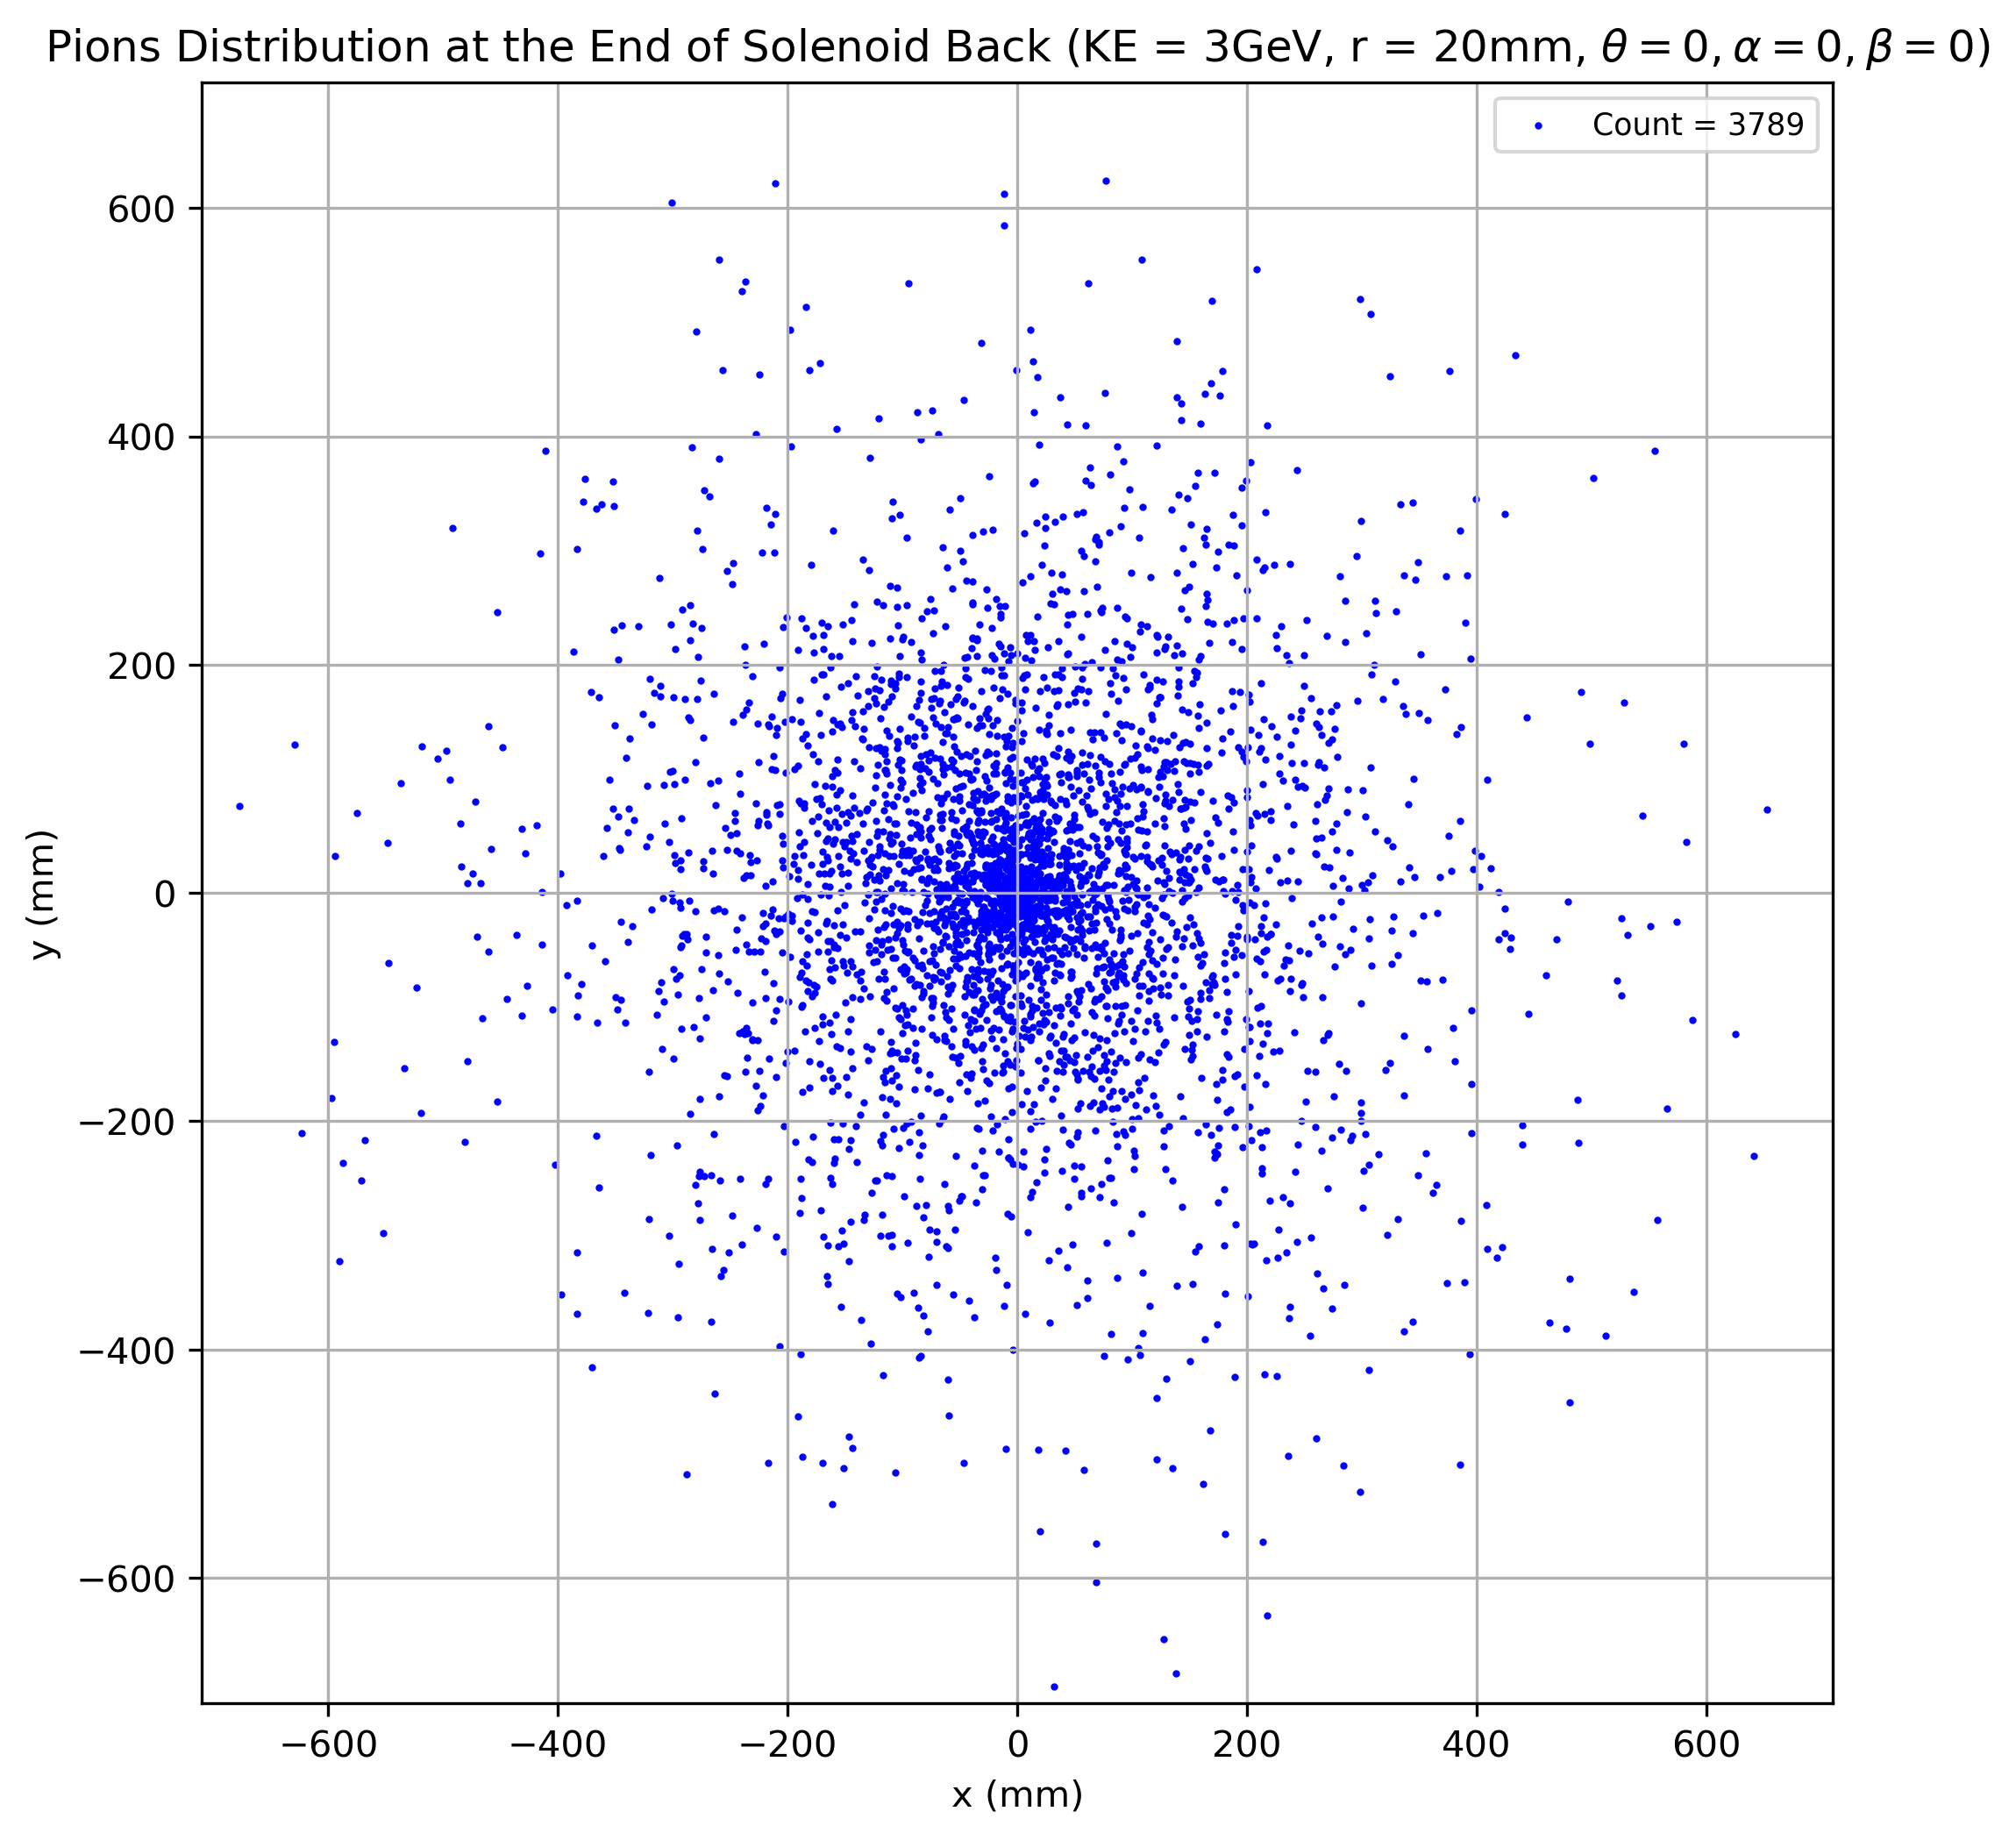 Pions Distribution at the End of Solenoid Back (KE = 3GeV, r = 20mm, θ = 0, α = 0, β = 0)
Count = 3789
y (mm)
600
400
200
0
−200
−400
−600
−600 −400 −200 0 200 400 600
x (mm)